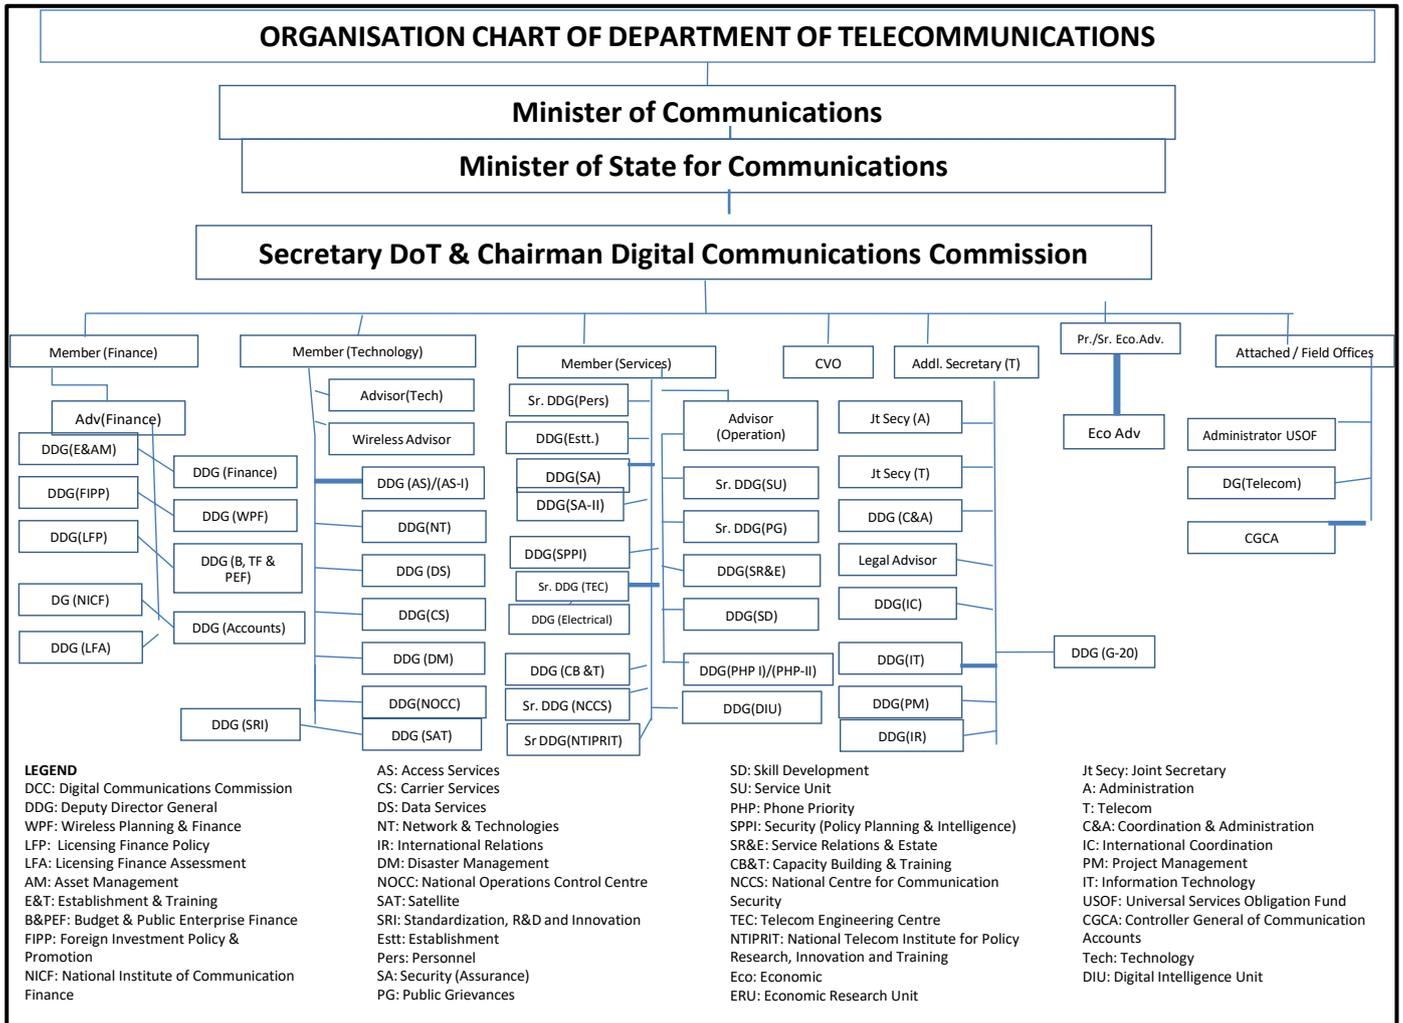 ORGANISATION CHART OF DEPARTMENT OF TELECOMMUNICATIONS
Minister of Communications
Minister of State for Communications
Secretary DoT & Chairman Digital Communications Commission
Member (Finance)
Adv(Finance)
DDG(E&AM)
DDG (Finance)
DDG(FIPP)
DDG (WPF)
DDG(LFP)
DDG (B, TF &
PEF)
DG (NICF)
DDG (Accounts)
DDG (LFA)
Member (Technology)
Advisor(Tech)
Wireless Advisor
DDG (AS)/(AS-I)
DDG(NT)
DDG (DS)
DDG(CS)
DDG (DM)
DDG(NOCC)
DDG (SRI)
DDG (SAT)
Member (Services)
Sr. DDG(Pers)
DDG(Estt.)
DDG(SA)
DDG(SA-II)
DDG(SPPI)
Sr. DDG (TEC)
DDG (Electrical)
DDG (CB &T)
Sr. DDG (NCCS)
Sr DDG(NTIPRIT)
Advisor
(Operation)
Sr. DDG(SU)
Sr. DDG(PG)
DDG(SR&E)
DDG(SD)
DDG(PHP I)/(PHP-II)
DDG(DIU)
CVO
Addl. Secretary (T)
Jt Secy (A)
Jt Secy (T)
DDG (C&A)
Legal Advisor
DDG(IC)
DDG(IT)
DDG(PM)
DDG(IR)
DDG (G-20)
Pr./Sr. Eco.Adv.
Eco Adv
Attached / Field Offices
Administrator USOF
DG(Telecom)
CGCA
LEGEND
DCC: Digital Communications Commission
DDG: Deputy Director General
WPF: Wireless Planning & Finance
LFP: Licensing Finance Policy
LFA: Licensing Finance Assessment
AM: Asset Management
E&T: Establishment & Training
B&PEF: Budget & Public Enterprise Finance
FIPP: Foreign Investment Policy &
Promotion
NICF: National Institute of Communication
Finance
AS: Access Services
CS: Carrier Services
DS: Data Services
NT: Network & Technologies
IR: International Relations
DM: Disaster Management
NOCC: National Operations Control Centre
SAT: Satellite
SRI: Standardization, R&D and Innovation
Estt: Establishment
Pers: Personnel
SA: Security (Assurance)
PG: Public Grievances
SD: Skill Development
SU: Service Unit
PHP: Phone Priority
SPPI: Security (Policy Planning & Intelligence)
SR&E: Service Relations & Estate
CB&T: Capacity Building & Training
NCCS: National Centre for Communication
Security
TEC: Telecom Engineering Centre
NTIPRIT: National Telecom Institute for Policy
Research, Innovation and Training
Eco: Economic
ERU: Economic Research Unit
Jt Secy: Joint Secretary
A: Administration
T: Telecom
C&A: Coordination & Administration
IC: International Coordination
PM: Project Management
IT: Information Technology
USOF: Universal Services Obligation Fund
CGCA: Controller General of Communication
Accounts
Tech: Technology
DIU: Digital Intelligence Unit